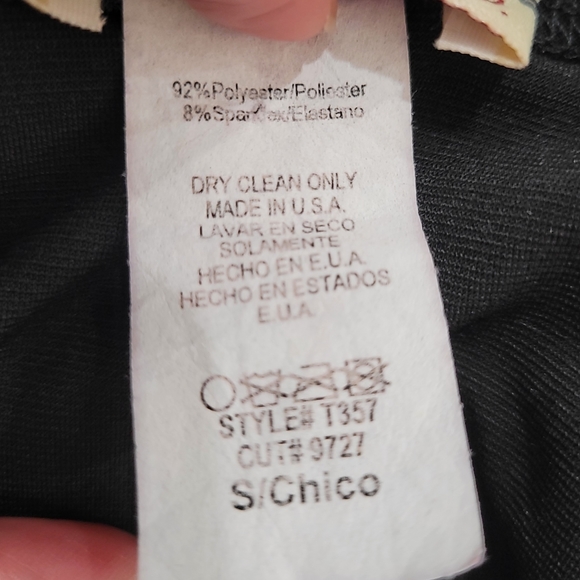 92%Polyester/Poliester
8%Spandex/Elastano
DRY CLEAN ONLY
MADE IN U.S.A.
LAVAR EN SECO
SOLAMENTE
HECHO EN E.U.A.
HECHO EN ESTADOS
E.U.A.
STYLE# T357
CUT# 9727
S/Chico